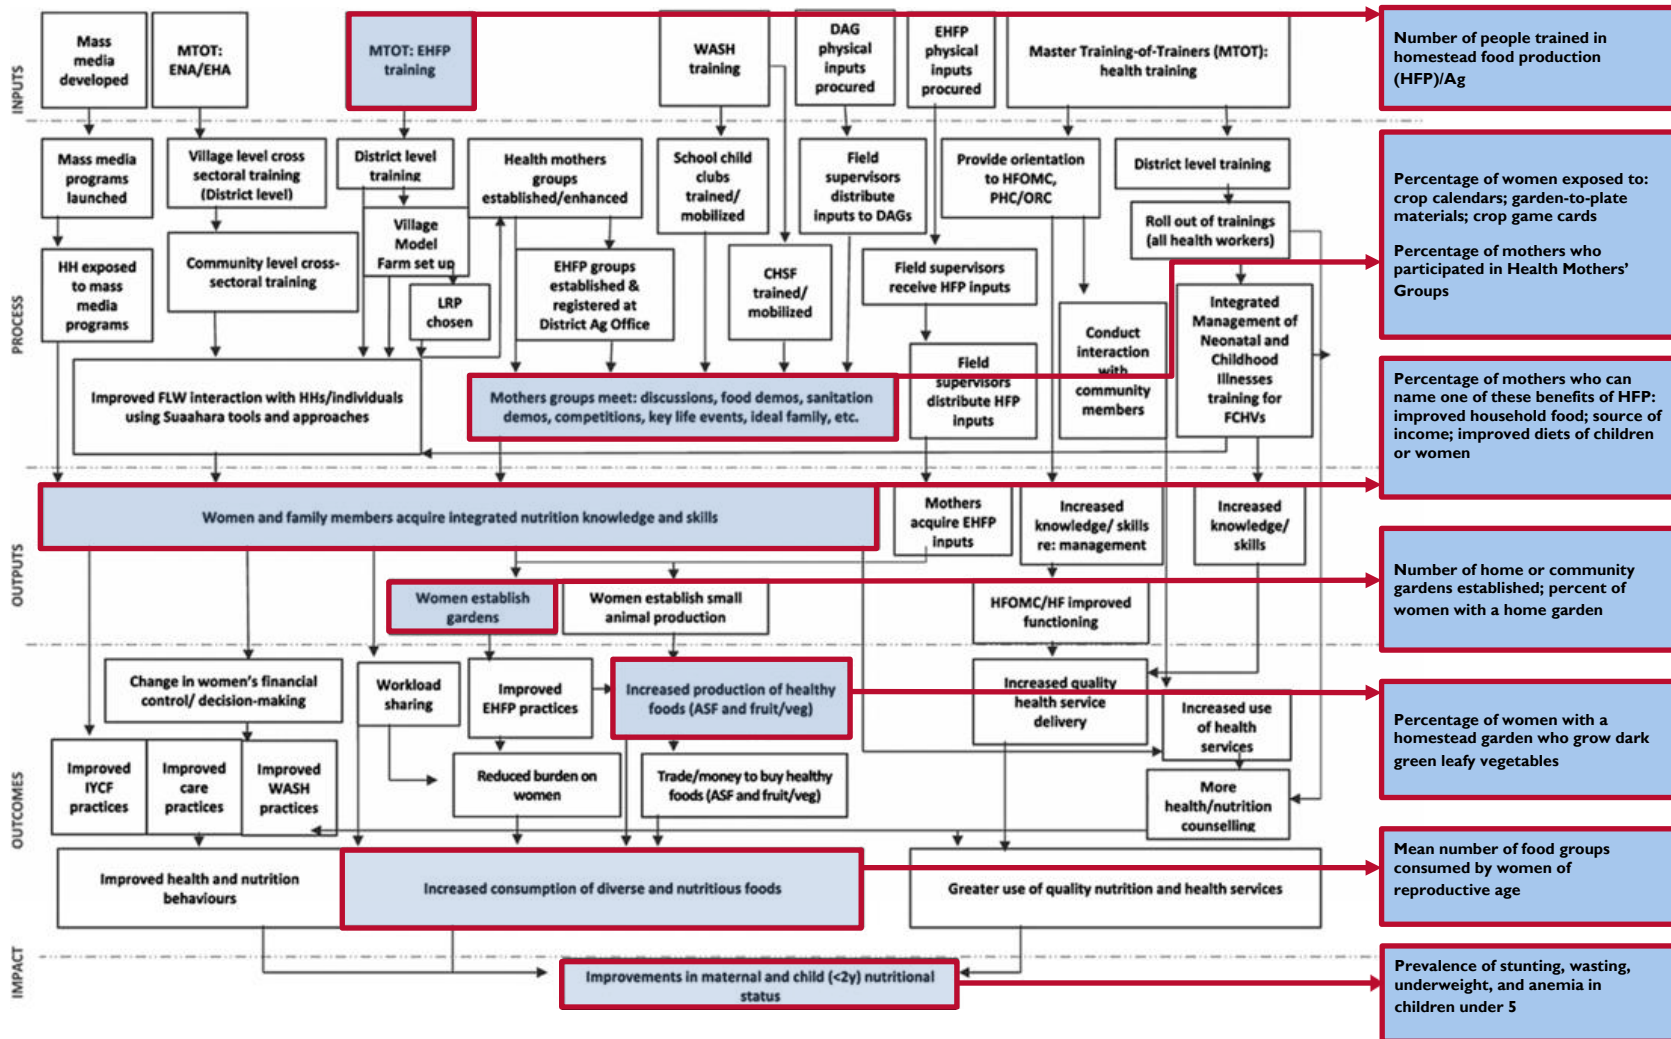 INPUTS
Mass
media
developed
MTOT:
ENA/EHA
MTOT: EHFP
training
WASH
training
DAG
physical
inputs
procured
EHFP
physical
inputs
procured
Master Training-of-Trainers (MTOT):
health training
Number of people trained in
homestead food production
(HFP)/Ag
PROCESS
Mass media
programs
launched
Village level cross
sectoral training
(District level)
District level
training
Health mothers
groups
established/enhanced
School child
clubs
trained/
mobilized
Field
supervisors
distribute
inputs to DAGs
Provide orientation
to HFOMC,
PHC/ORC
District level training
Percentage of women exposed to:
crop calendars; garden-to-plate
materials; crop game cards
Percentage of mothers who
participated in Health Mothers'
Groups
HH exposed
to mass
media
programs
Community level cross-
sectoral training
Village
Model
Farm set up
LRP
chosen
EHFP groups
established &
registered at
District Ag Office
CHSF
trained/
mobilized
Field supervisors
receive HFP inputs
Roll out of trainings
(all health workers)
Conduct
interaction
with
community
members
Integrated
Management of
Neonatal and
Childhood
Illnesses
training for
FCHVs
Improved FLW interaction with HHs/individuals
using Suaahara tools and approaches
Mothers groups meet: discussions, food demos, sanitation
demos, competitions, key life events, ideal family, etc.
Field
supervisors
distribute HFP
inputs
Percentage of mothers who can
name one of these benefits of HFP:
improved household food; source of
income; improved diets of children
or women
OUTPUTS
Women and family members acquire integrated nutrition knowledge and skills
Mothers
acquire EHFP
inputs
Increased
knowledge/ skills
re: management
Increased
knowledge/
skills
Women establish
gardens
Women establish small
animal production
HFOMC/HF improved
functioning
Number of home or community
gardens established; percent of
women with a home garden
OUTCOMES
Change in women's financial
control/ decision-making
Workload
sharing
Improved
EHFP practices
Increased production of healthy
foods (ASF and fruit/veg)
Increased quality
health service
delivery
Increased use
of health
services
Percentage of women with a
homestead garden who grow dark
green leafy vegetables
Improved
IYCF
practices
Improved
care
practices
Improved
WASH
practices
Reduced burden on
women
Trade/money to buy healthy
foods (ASF and fruit/veg)
More
health/nutrition
counselling
Improved health and nutrition
behaviours
Increased consumption of diverse and nutritious foods
Greater use of quality nutrition and health services
Mean number of food groups
consumed by women of
reproductive age
IMPACT
Improvements in maternal and child (<2y) nutritional
status
Prevalence of stunting, wasting,
underweight, and anemia in
children under 5